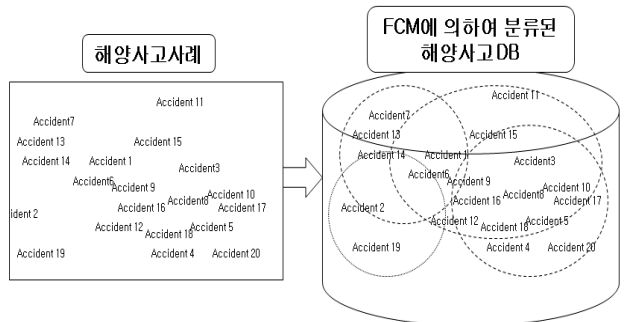 해양사고사례
Accident 11
Accident7
Accident 13
Accident 15
Accident 14
Accident 1
Accident3
Accident6
Accident 9
Accident 10
Accident8
Accident 16
Accident 17
ident 2
Accident 12
Accident 5
Accident 18
Accident 19
Accident 4
Accident 20
FCM에 의하여 분류된
해양사고DB
Accident 11
Accident7
Accident 13
Accident 15
Accident 14
Accident 1
Accident3
Accident6
Accident 9
Accident 10
Accident8
Accident 16
Accident 17
Accident 2
Accident 12
Accident 5
Accident 18
Accident 19
Accident 4
Accident 20